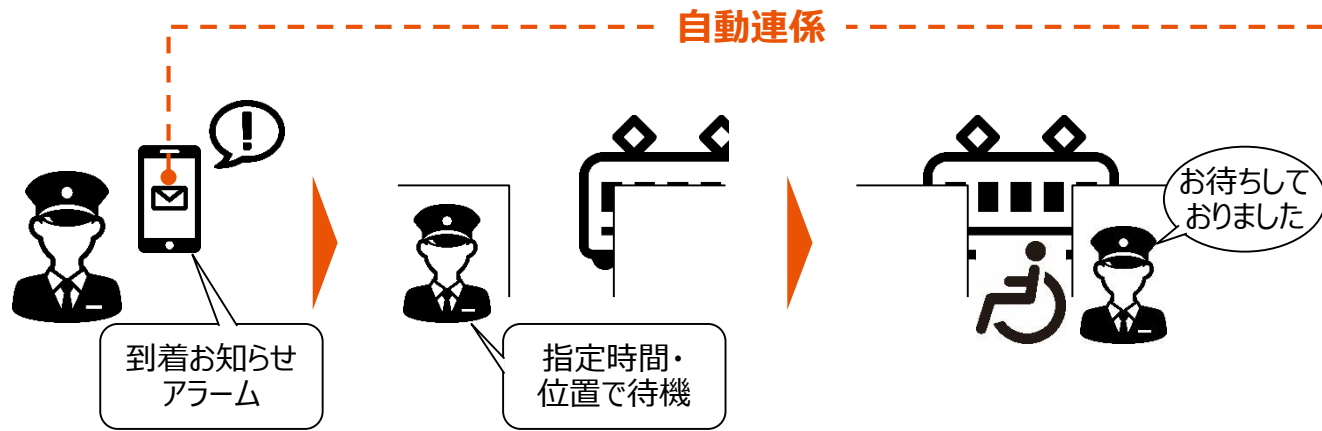 自動連係
お待ちして
おりました
到着お知らせ
アラーム
指定時間・
位置で待機